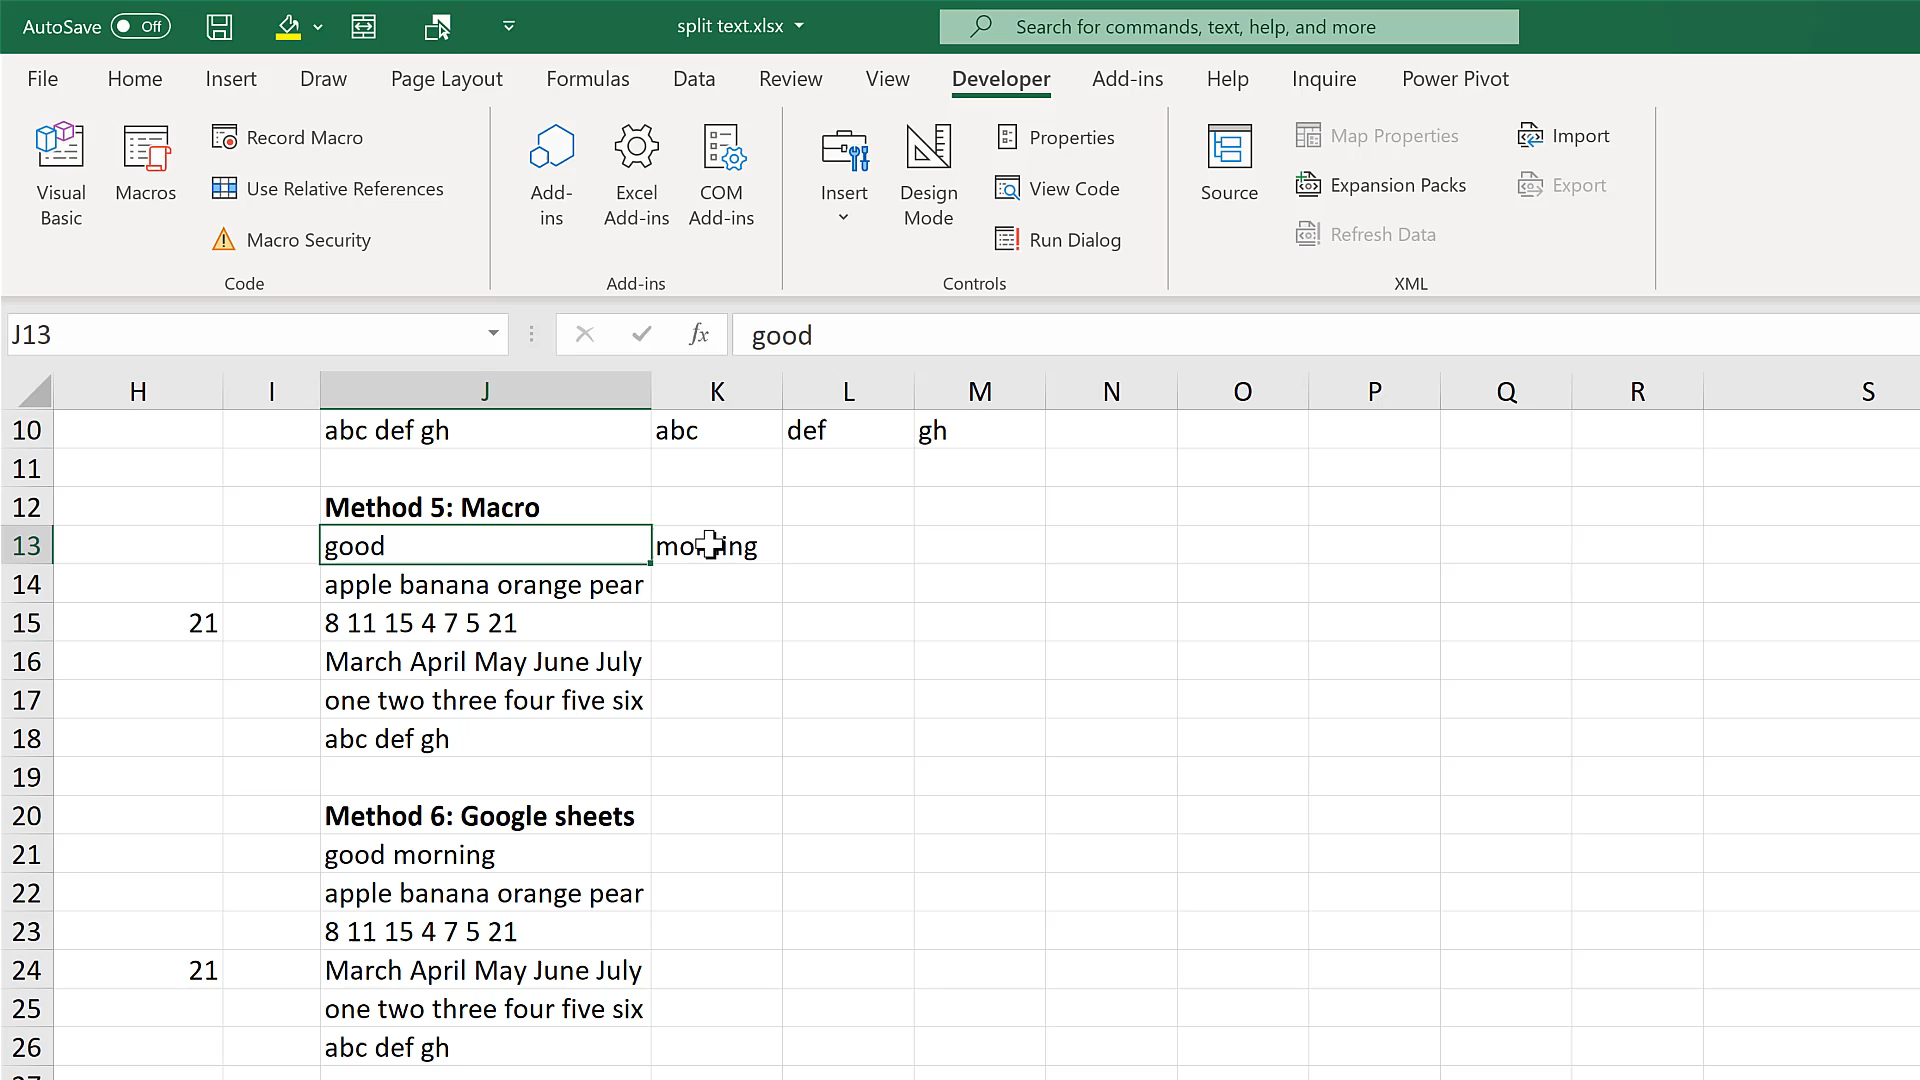 AutoSave Off split text.xlsx Search for commands, text, help, and more
File Home Insert Draw Page Layout Formulas Data Review View Developer Add-ins Help Inquire Power Pivot
Visual Basic
Macros
Record Macro
Use Relative References
Macro Security
Code
Add-ins
Excel Add-ins
COM Add-ins
Add-ins
Insert
Design Mode
Properties
View Code
Run Dialog
Controls
Source
Map Properties
Expansion Packs
Refresh Data
Import
Export
XML
J13 fx good
H I J K L M N O P Q R S
10 abc def gh abc def gh
11
12 Method 5: Macro
13 good morning
14 apple banana orange pear
15 21 8 11 15 4 7 5 21
16 March April May June July
17 one two three four five six
18 abc def gh
19
20 Method 6: Google sheets
21 good morning
22 apple banana orange pear
23 8 11 15 4 7 5 21
24 21 March April May June July
25 one two three four five six
26 abc def gh
27